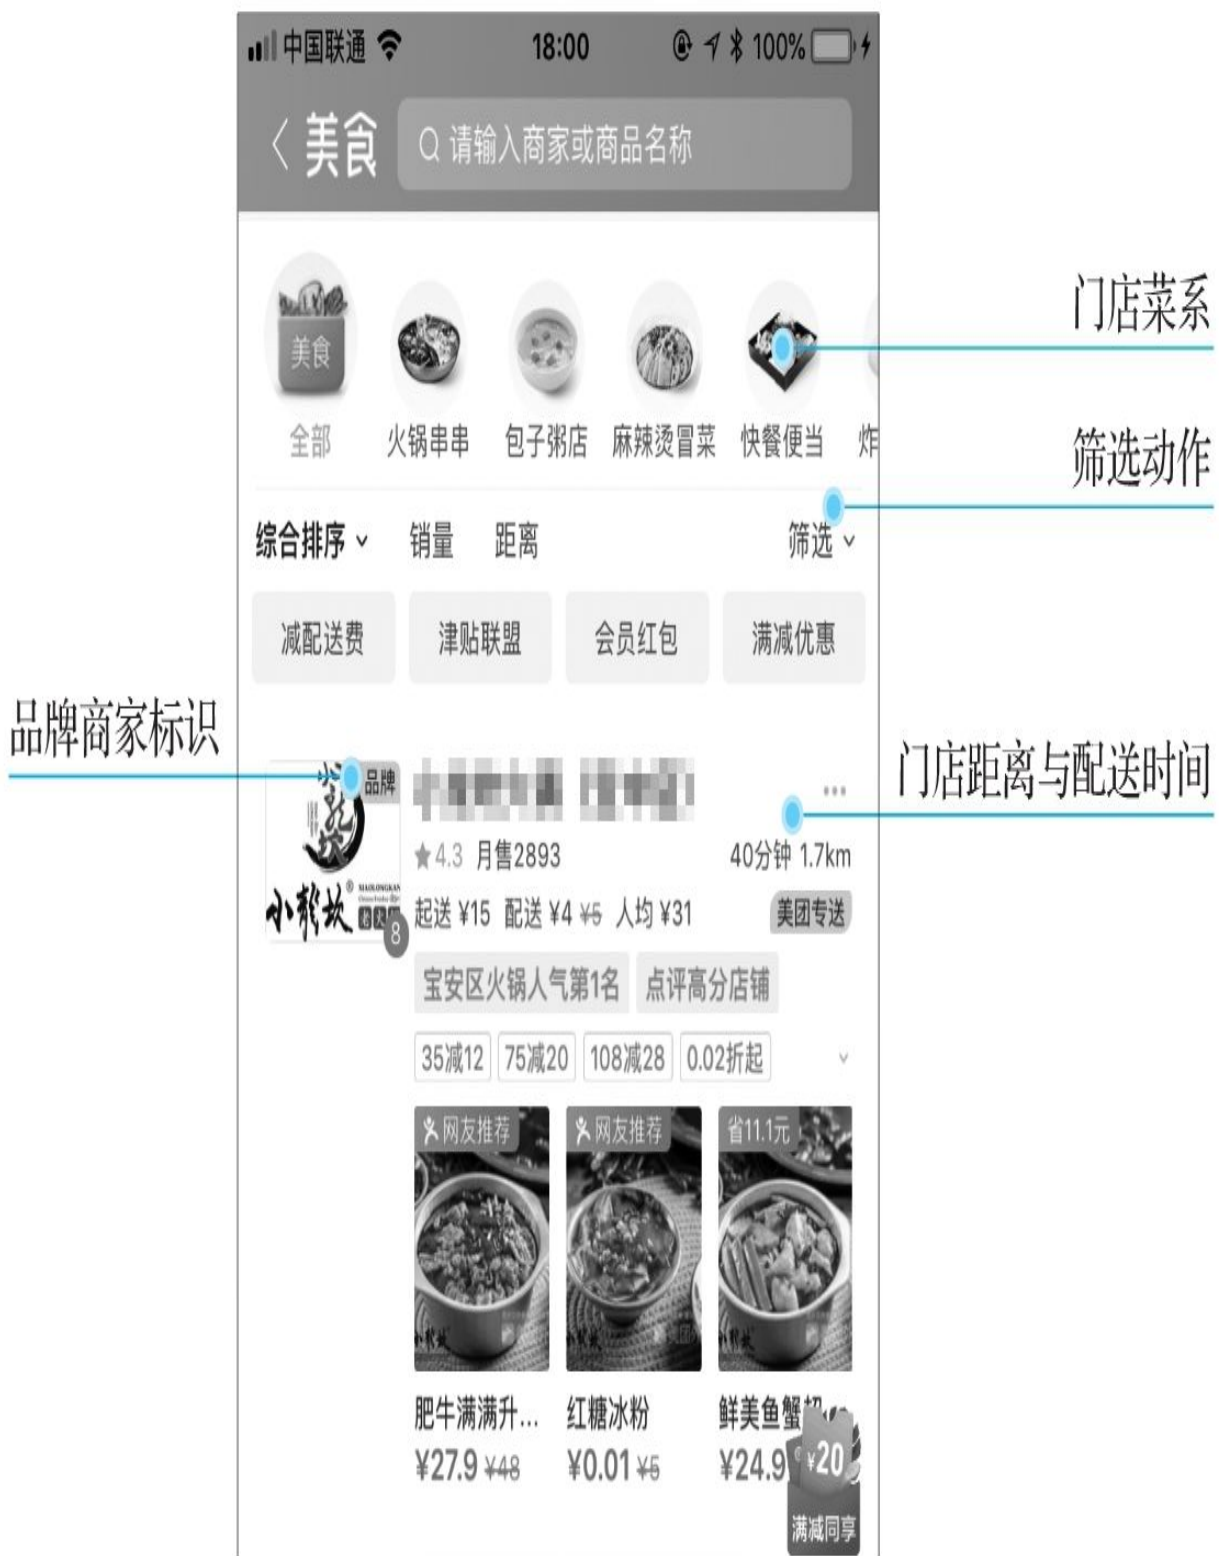 中国联通 18:00 100%
美食 请输入商家或商品名称
门店菜系
美食
全部 火锅串串 包子粥店 麻辣烫冒菜 快餐便当 炸
筛选动作
综合排序 销量 距离 筛选
减配送费 津贴联盟 会员红包 满减优惠
品牌商家标识
门店距离与配送时间
品牌
4.3 月售2893 40分钟 1.7km
小龙坎®
8
起送 ¥15 配送 ¥4 ¥5 人均 ¥31 美团专送
宝安区火锅人气第1名 点评高分店铺
35减12 75减20 108减28 0.02折起
网友推荐 网友推荐 省11.1元
肥牛满满升... 红糖冰粉 鲜美鱼蟹
¥27.9 ¥48 ¥0.01 ¥5 ¥24.9
¥20
满减同享